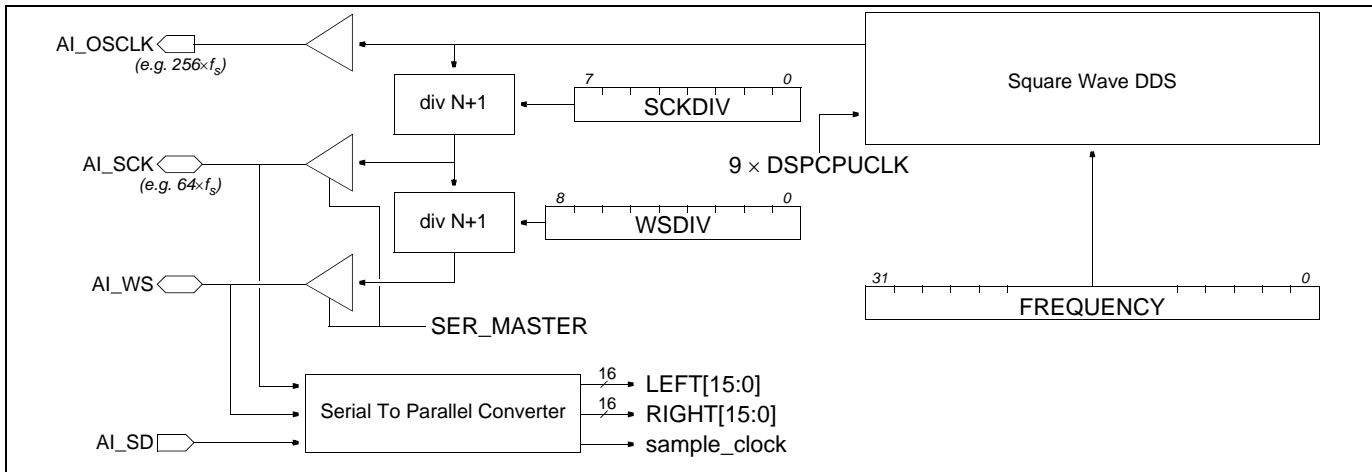 AI_OSCLK
(e.g. 256×fs)
div N+1
7 0
SCKDIV
Square Wave DDS
9 × DSPCPUCLK
AI_SCK
(e.g. 64×fs)
div N+1
8 0
WSDIV
AI_WS
31 0
FREQUENCY
SER_MASTER
Serial To Parallel Converter
16 LEFT[15:0]
16 RIGHT[15:0]
sample_clock
AI_SD